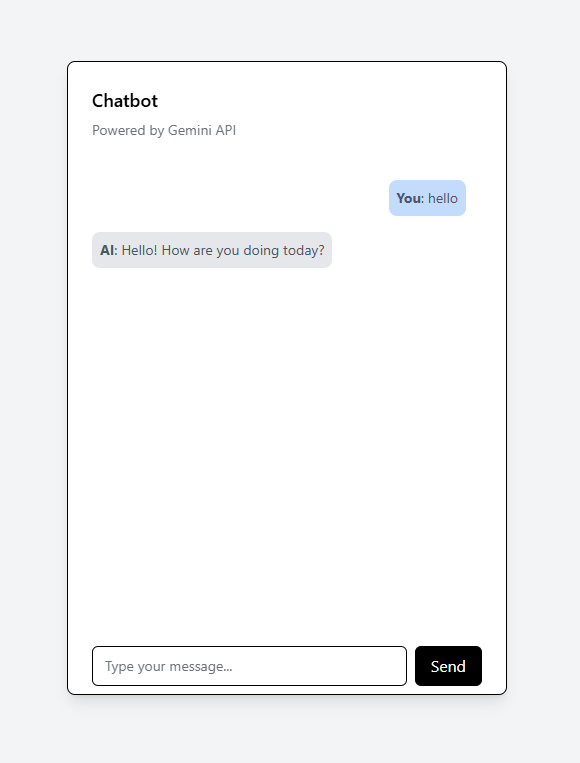 Chatbot
Powered by Gemini API
You: hello
AI: Hello! How are you doing today?
Type your message...
Send